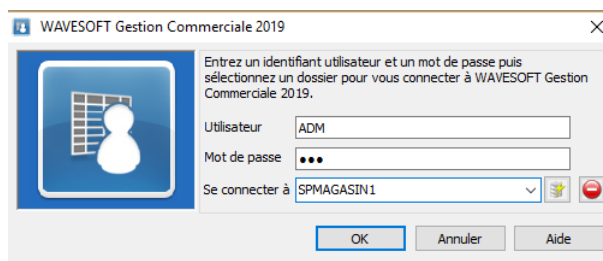 WAVESOFT Gestion Commerciale 2019
Entrez un identifiant utilisateur et un mot de passe puis
sélectionnez un dossier pour vous connecter à WAVESOFT Gestion
Commerciale 2019.
Utilisateur ADM
Mot de passe ●●●
Se connecter à SPMAGASIN1
OK Annuler Aide